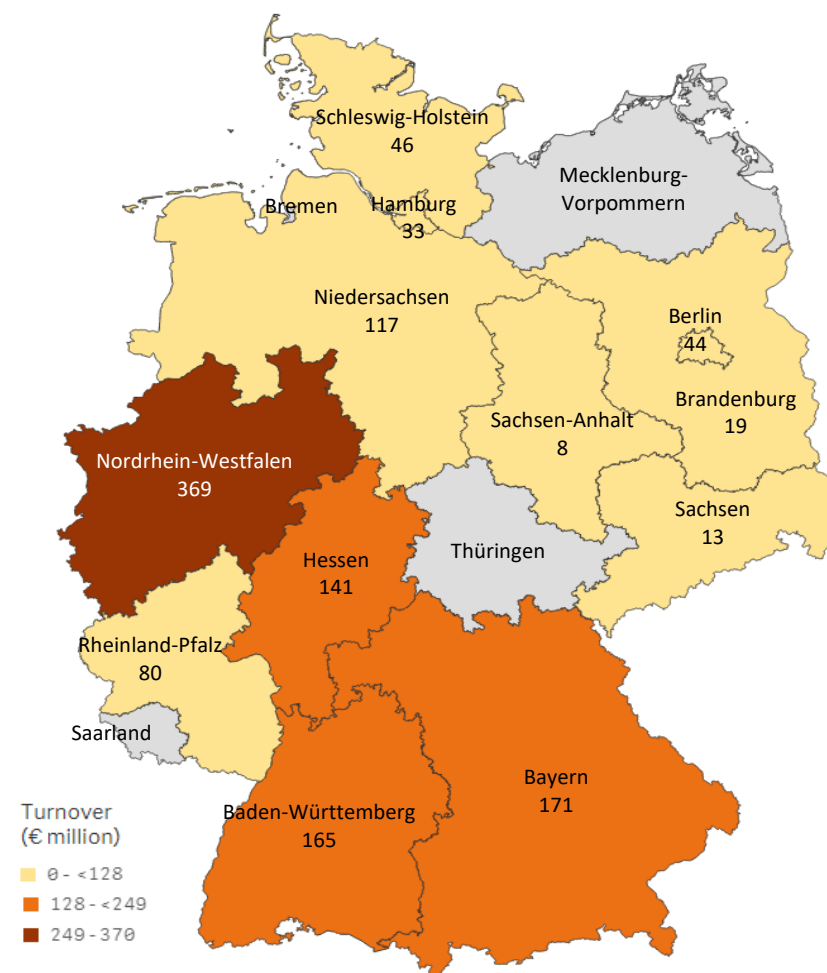 Schleswig-Holstein
46
Mecklenburg-
Vorpommern
Bremen
Hamburg
33
Niedersachsen
117
Berlin
44
Brandenburg
19
Sachsen-Anhalt
8
Nordrhein-Westfalen
369
Sachsen
13
Hessen
141
Thüringen
Rheinland-Pfalz
80
Saarland
Bayern
171
Baden-Württemberg
165
Turnover
(€ million)
0-<128
128-<249
249-370